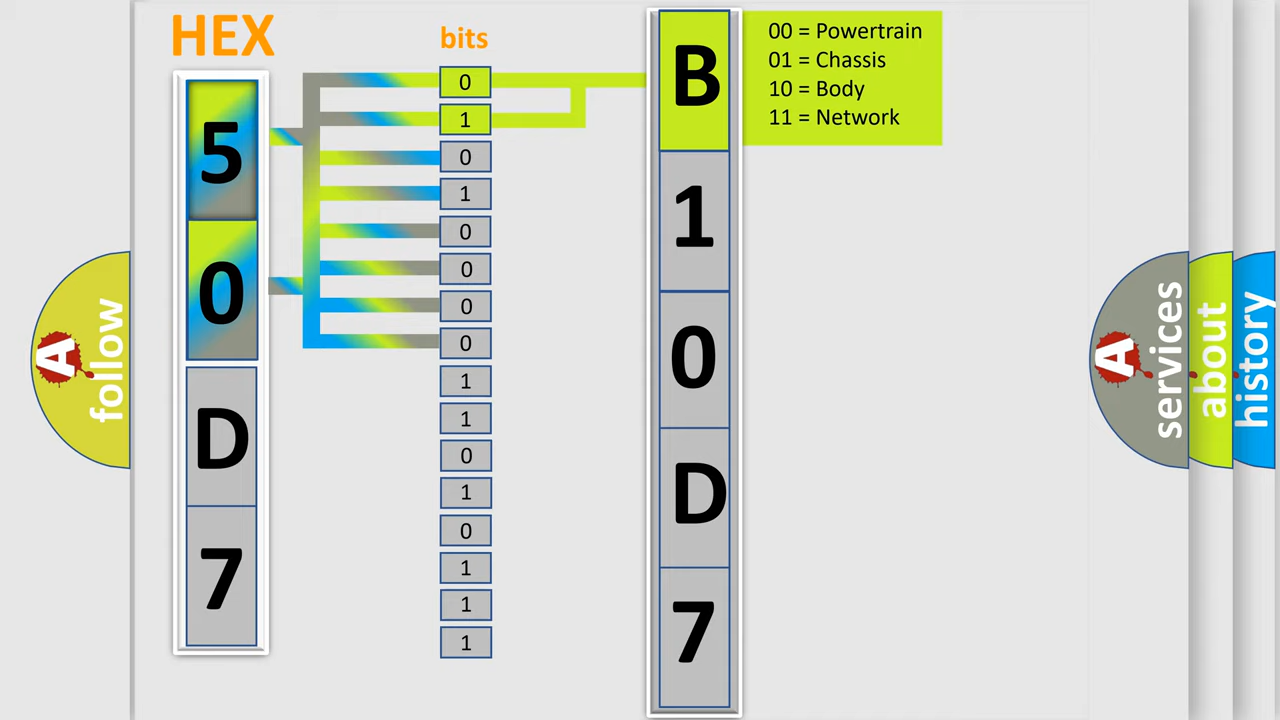 HEX
bits
5
0
D
7
0
1
0
1
0
0
0
0
1
1
0
1
0
1
1
1
B
1
0
D
7
00 = Powertrain
01 = Chassis
10 = Body
11 = Network
A
follow
A
services
about
history